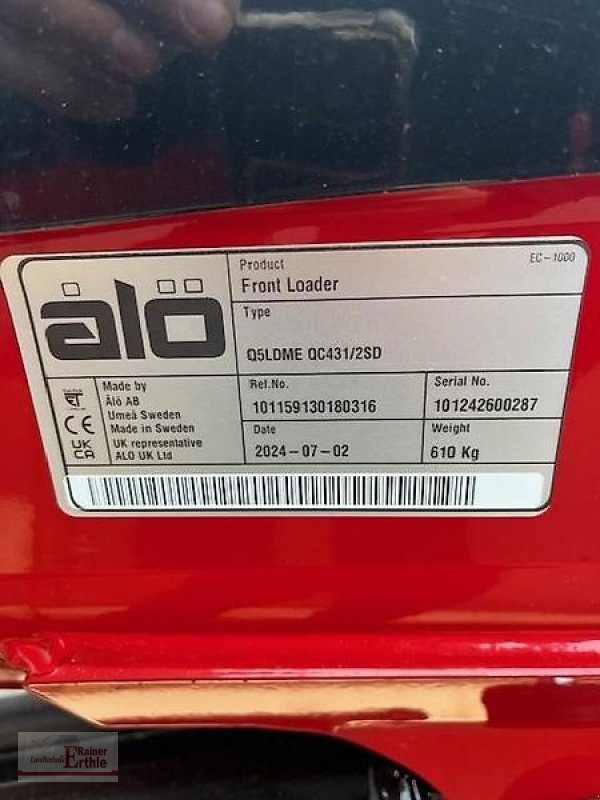 ålö
Product
EC-1000
Front Loader
Type
Q5LDME QC431/2SD
CE
UK
CA
Made by
Ålö AB
Umeå Sweden
Made in Sweden
UK representative
ALO UK Ltd
Ref.No.
101159130180316
Serial No.
101242600287
Date
2024-07-02
Weight
610 Kg
Rainer
Landtechnik Erthle